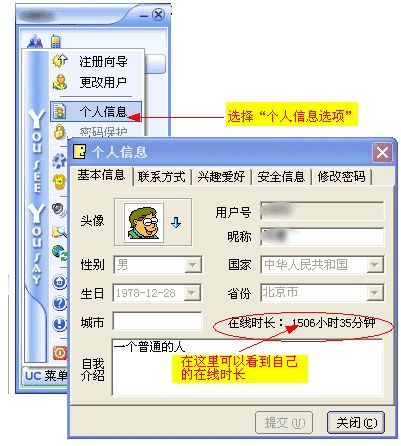 注册向导
更改用户
个人信息
密码保护
YOU SEE YOU SAY
UC 菜单
选择“个人信息选项”
个人信息
基本信息 联系方式 兴趣爱好 安全信息 修改密码
头像
用户号
昵称
性别 男
国家 中华人民共和国
生日 1978-12-28
省份 北京市
城市
在线时长： 1506小时35分钟
自我介绍
一个普通的人
在这里可以看到自己
的在线时长
提交(U)
关闭(C)